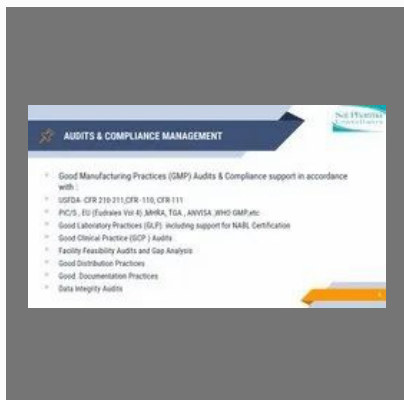 Sai Pharma
AUDITS & COMPLIANCE MANAGEMENT
Good Manufacturing Practices (GMP) Audits & Compliance support in accordance
with :
USFDA- CFR 210-211,CFR -110, CFR-111
PIC/S , EU (Eudralex Vol 4) ,MHRA, TGA , ANVISA ,WHO GMP,etc
Good Laboratory Practices (GLP) including support for NABL Certification
Good Clinical Practice (GCP ) Audits
Facility Feasibility Audits and Gap Analysis
Good Distribution Practices
Good Documentation Practices
Data Integrity Audits